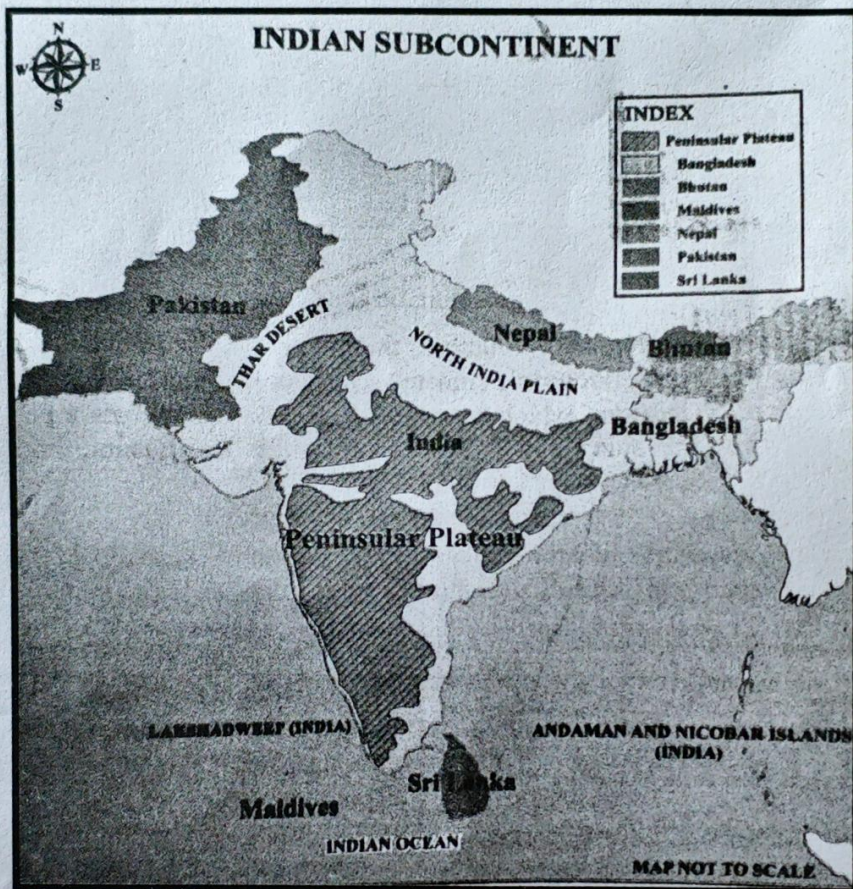 INDIAN SUBCONTINENT
N
W E
S
INDEX
Peninsular Plateau
Bangladesh
Bhutan
Maldives
Nepal
Pakistan
Sri Lanka
Pakistan
THAR DESERT
NORTH INDIA PLAIN
Nepal
Bhutan
Bangladesh
India
Peninsular Plateau
LAKSHADWEEP (INDIA)
ANDAMAN AND NICOBAR ISLANDS
(INDIA)
Sri Lanka
Maldives
INDIAN OCEAN
MAP NOT TO SCALE